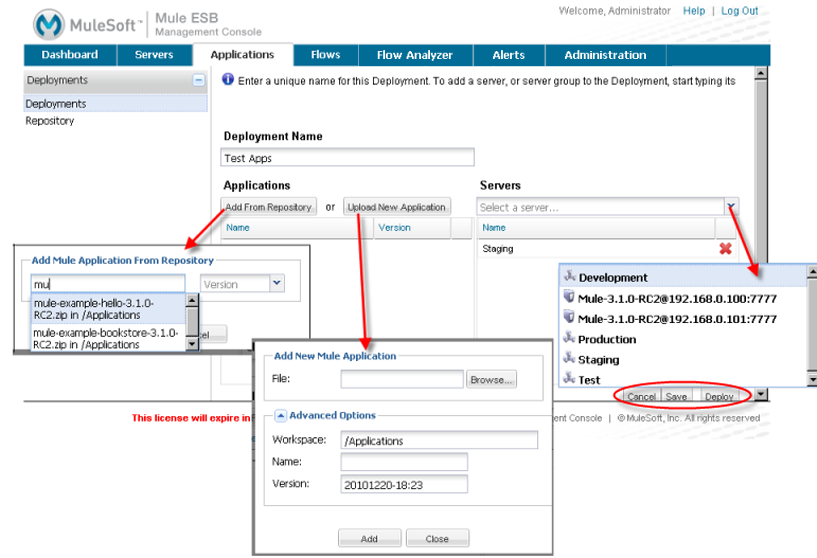 Welcome, Administrator Help | Log Out
MuleSoft™ Mule ESB
Management Console
Dashboard Servers Applications Flows Flow Analyzer Alerts Administration
Deployments
Deployments
Repository
Enter a unique name for this Deployment. To add a server, or server group to the Deployment, start typing its
Deployment Name
Test Apps
Applications Servers
Add From Repository or Upload New Application Select a server...
Name Version Name
Staging
Add Mule Application From Repository
mu Version
mule-example-hello-3.1.0-
RC2.zip in /Applications
mule-example-bookstore-3.1.0-
RC2.zip in /Applications
Development
Mule-3.1.0-RC2@192.168.0.100:7777
Mule-3.1.0-RC2@192.168.0.101:7777
Production
Staging
Test
Cancel Save Deploy
Add New Mule Application
File: Browse...
Advanced Options
Workspace: /Applications
Name:
Version: 20101220-18:23
Add Close
This license will expire in
Console | © MuleSoft, Inc. All rights reserved